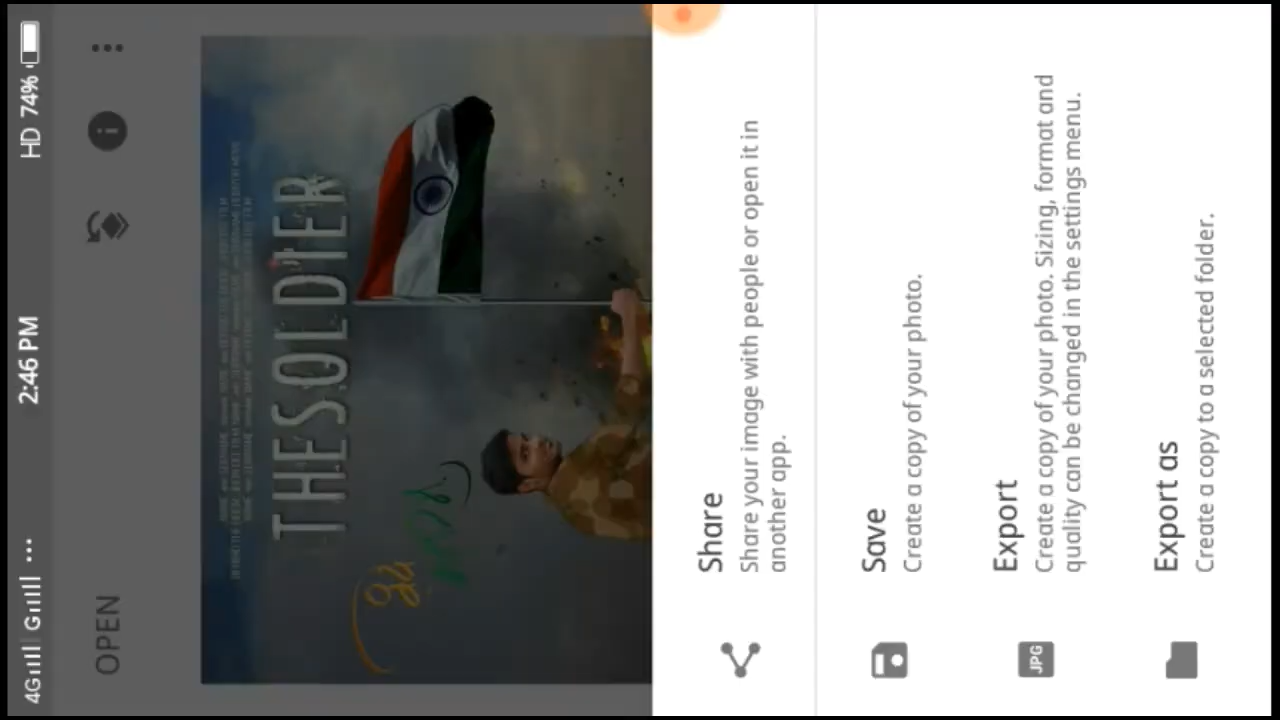 4G G ... 2:46 PM HD 74%
OPEN
THE SOLDIER
Share
Share your image with people or open it in
another app.
Save
Create a copy of your photo.
Export
JPG
Create a copy of your photo. Sizing, format and
quality can be changed in the settings menu.
Export as
Create a copy to a selected folder.